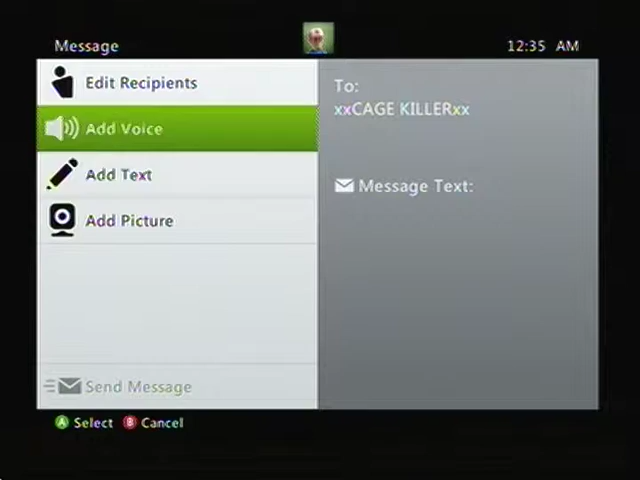 Message
12:35 AM
Edit Recipients
Add Voice
Add Text
Add Picture
Send Message
To:
xxCAGE KILLERxx
Message Text:
A Select B Cancel